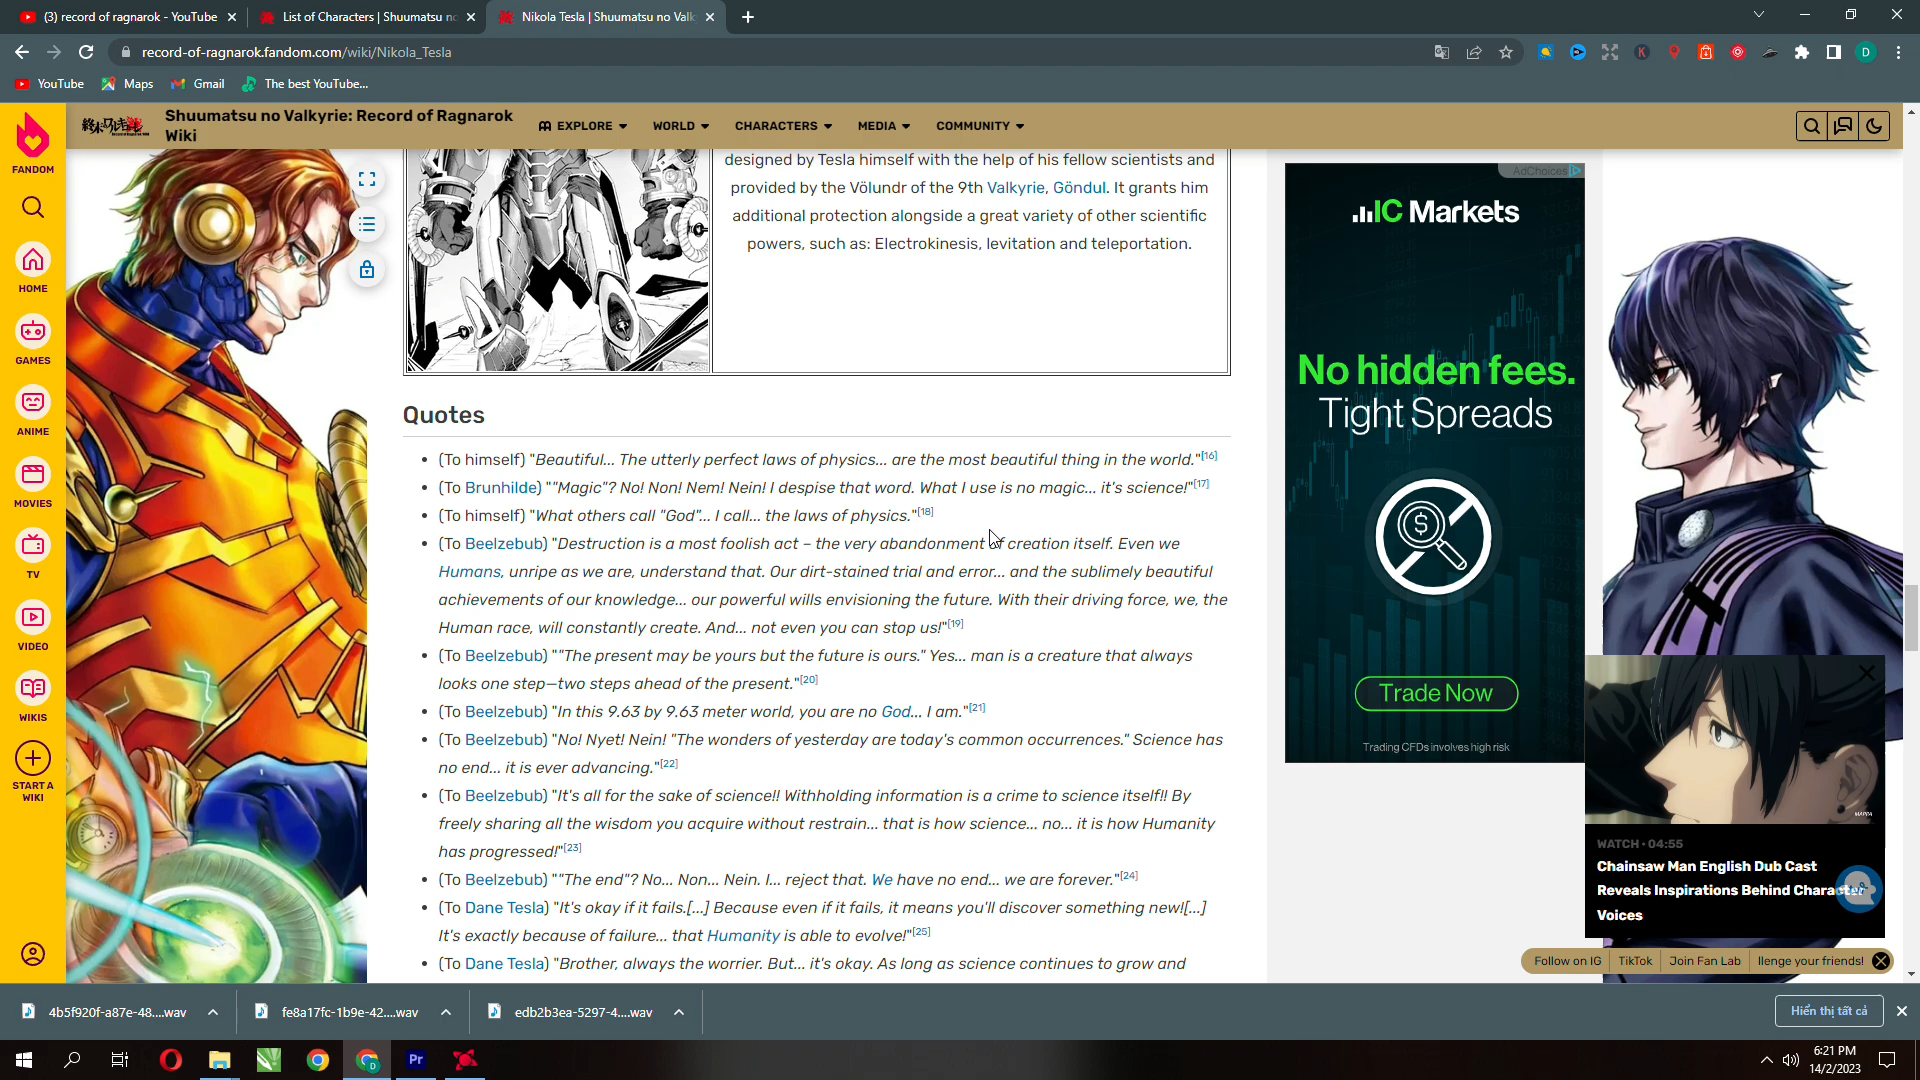 (3) record of ragnarok - YouTube
List of Characters | Shuumatsu no
Nikola Tesla | Shuumatsu no Valk
record-of-ragnarok.fandom.com/wiki/Nikola_Tesla
YouTube
Maps
Gmail
The best YouTube...
FANDOM
HOME
GAMES
ANIME
MOVIES
TV
VIDEO
WIKIS
START A
WIKI
Shuumatsu no Valkyrie: Record of Ragnarok
Wiki
EXPLORE
WORLD
CHARACTERS
MEDIA
COMMUNITY
designed by Tesla himself with the help of his fellow scientists and
provided by the Völundr of the 9th Valkyrie, Göndul. It grants him
additional protection alongside a great variety of other scientific
powers, such as: Electrokinesis, levitation and teleportation.
Quotes
• (To himself) "Beautiful... The utterly perfect laws of physics... are the most beautiful thing in the world."[16]
• (To Brunhilde) ""Magic"? No! Non! Nem! Nein! I despise that word. What I use is no magic... it's science!"[17]
• (To himself) "What others call "God"... I call... the laws of physics."[18]
• (To Beelzebub) "Destruction is a most foolish act – the very abandonment of creation itself. Even we
Humans, unripe as we are, understand that. Our dirt-stained trial and error... and the sublimely beautiful
achievements of our knowledge... our powerful wills envisioning the future. With their driving force, we, the
Human race, will constantly create. And... not even you can stop us!"[19]
• (To Beelzebub) ""The present may be yours but the future is ours." Yes... man is a creature that always
looks one step—two steps ahead of the present."[20]
• (To Beelzebub) "In this 9.63 by 9.63 meter world, you are no God... I am."[21]
• (To Beelzebub) "No! Nyet! Nein! "The wonders of yesterday are today's common occurrences." Science has
no end... it is ever advancing."[22]
• (To Beelzebub) "It's all for the sake of science!! Withholding information is a crime to science itself!! By
freely sharing all the wisdom you acquire without restrain... that is how science... no... it is how Humanity
has progressed!"[23]
• (To Beelzebub) ""The end"? No... Non... Nein. I... reject that. We have no end... we are forever."[24]
• (To Dane Tesla) "It's okay if it fails.[...] Because even if it fails, it means you'll discover something new![...]
It's exactly because of failure... that Humanity is able to evolve!"[25]
• (To Dane Tesla) "Brother, always the worrier. But... it's okay. As long as science continues to grow and
AdChoices
IC Markets
No hidden fees.
Tight Spreads
Trade Now
Trading CFDs involves high risk
MAPPA
WATCH • 04:55
Chainsaw Man English Dub Cast
Reveals Inspirations Behind Character
Voices
Follow on IG
TikTok
Join Fan Lab
llenge your friends!
4b5f920f-a87e-48....wav
fe8a17fc-1b9e-42....wav
edb2b3ea-5297-4....wav
Hiển thị tất cả
Pr
6:21 PM
14/2/2023